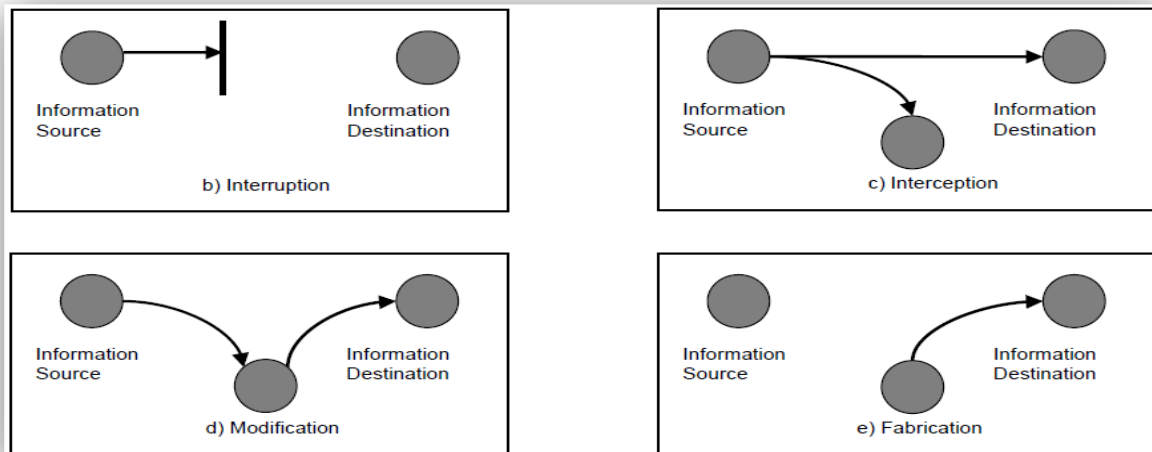 Information
Source
Information
Destination
b) Interruption
Information
Source
Information
Destination
c) Interception
Information
Source
Information
Destination
d) Modification
Information
Source
Information
Destination
e) Fabrication